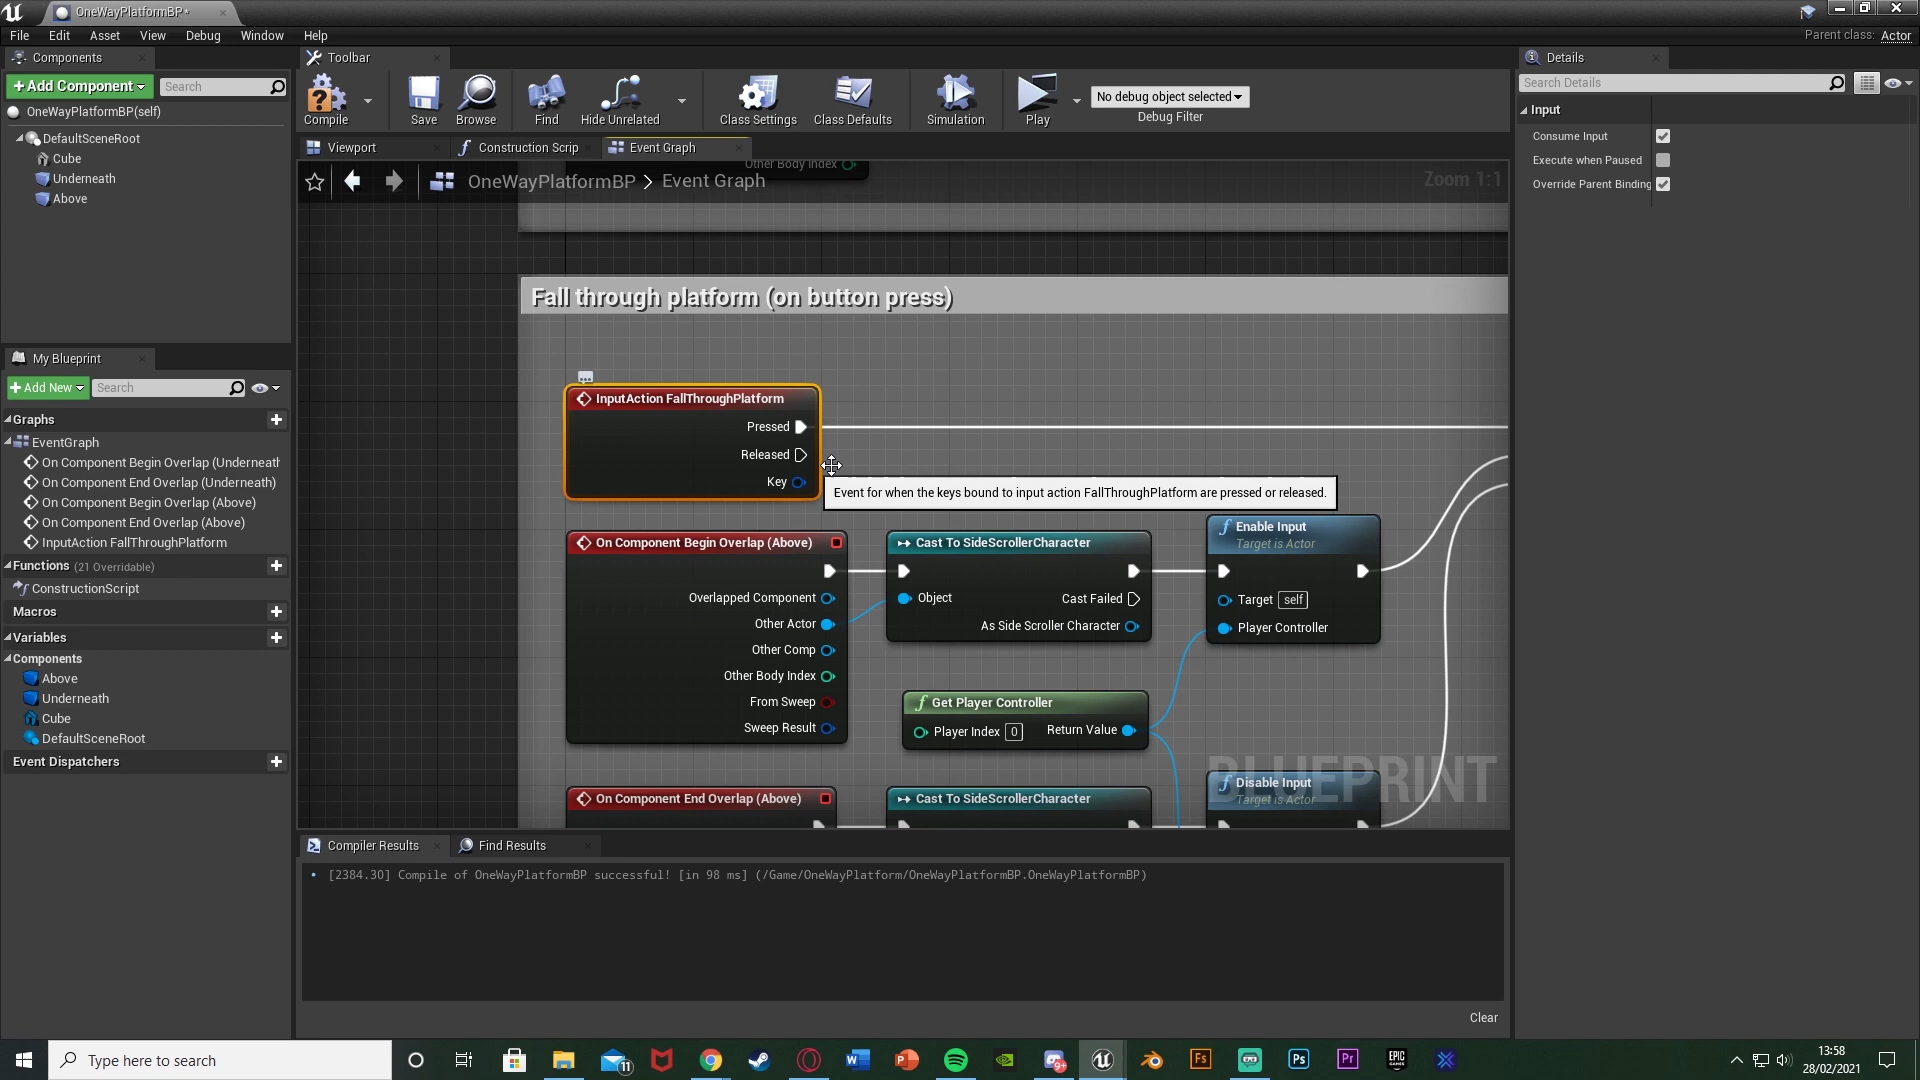 OneWayPlatformBP*
File Edit Asset View Debug Window Help
Parent class: Actor
Components
+ Add Component
Search
OneWayPlatformBP(self)
DefaultSceneRoot
Cube
Underneath
Above
Toolbar
Compile
Save
Browse
Find
Hide Unrelated
Class Settings
Class Defaults
Simulation
Play
No debug object selected
Debug Filter
Details
Search Details
Input
Consume Input
Execute when Paused
Override Parent Binding
Viewport
Construction Scrip
Event Graph
Other Body Index
OneWayPlatformBP > Event Graph
Zoom 1:1
Fall through platform (on button press)
InputAction FallThroughPlatform
Pressed
Released
Key
Event for when the keys bound to input action FallThroughPlatform are pressed or released.
On Component Begin Overlap (Above)
Overlapped Component
Other Actor
Other Comp
Other Body Index
From Sweep
Sweep Result
Cast To SideScrollerCharacter
Object
Cast Failed
As Side Scroller Character
Enable Input
Target is Actor
Target self
Player Controller
Get Player Controller
Player Index 0
Return Value
BLUEPRINT
On Component End Overlap (Above)
Cast To SideScrollerCharacter
Disable Input
Target is Actor
My Blueprint
+ Add New
Search
Graphs
EventGraph
On Component Begin Overlap (Underneath
On Component End Overlap (Underneath)
On Component Begin Overlap (Above)
On Component End Overlap (Above)
InputAction FallThroughPlatform
Functions (21 Overridable)
ConstructionScript
Macros
Variables
Components
Above
Underneath
Cube
DefaultSceneRoot
Event Dispatchers
Compiler Results
Find Results
• [2384.30] Compile of OneWayPlatformBP successful! [in 98 ms] (/Game/OneWayPlatform/OneWayPlatformBP.OneWayPlatformBP)
Clear
Type here to search
11
9+
Fs
Ps
Pr
EPIC
GAMES
13:58
28/02/2021